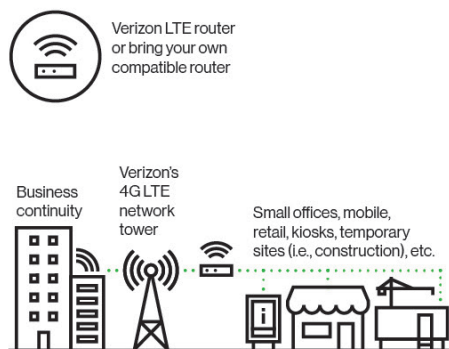 Verizon LTE router
or bring your own
compatible router
Business
continuity
Verizon's
4G LTE
network
tower
Small offices, mobile,
retail, kiosks, temporary
sites (i.e., construction), etc.
i